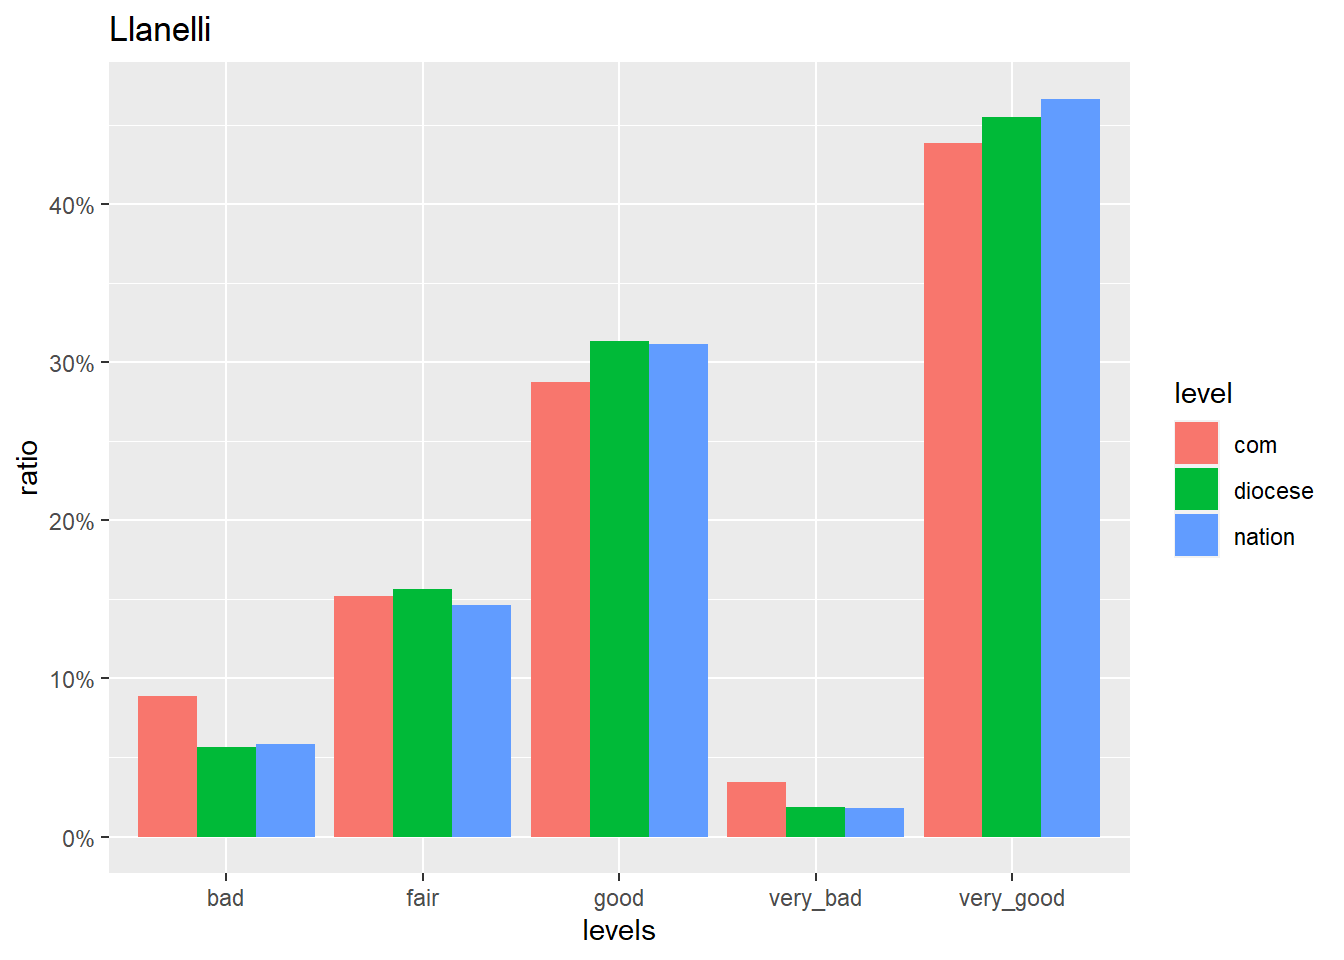 Llanelli
ratio
40%
30%
20%
10%
0%
bad fair good very_bad very_good
levels
level
com
diocese
nation